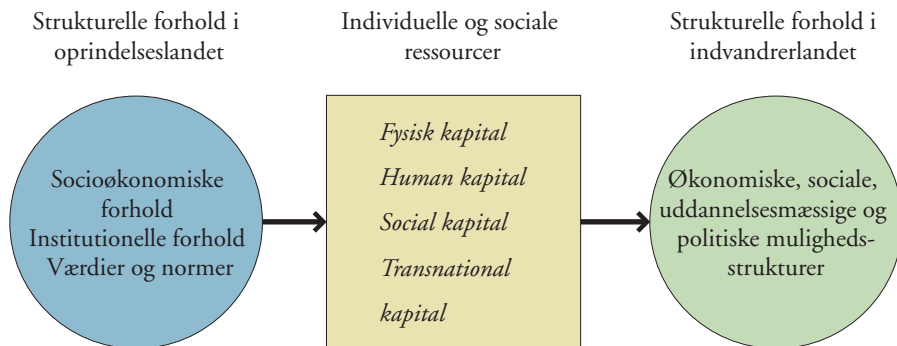 Strukturelle forhold i
oprindelseslandet
Individuelle og sociale
ressourcer
Strukturelle forhold i
indvandrerlandet
Socioøkonomiske
forhold
Institutionelle forhold
Værdier og normer
Fysisk kapital
Human kapital
Social kapital
Transnational
kapital
Økonomiske, sociale,
uddannelsesmæssige og
politiske muligheds-
strukturer